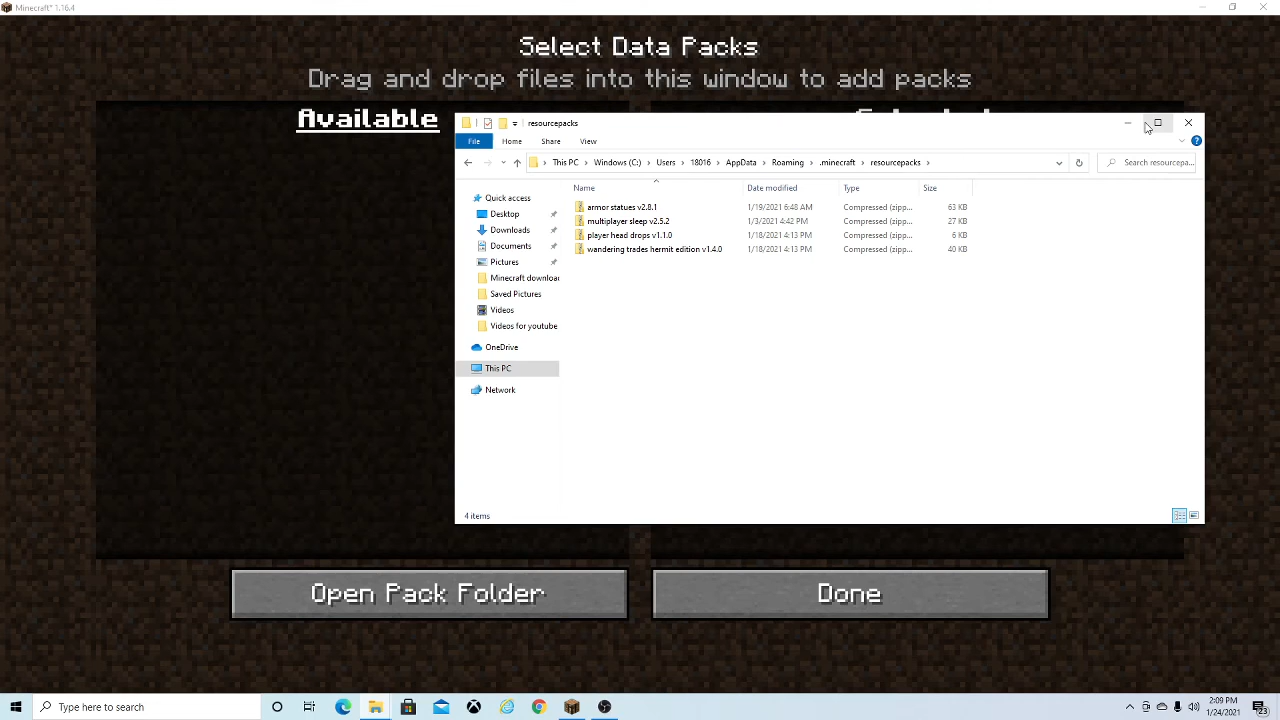 Minecraft* 1.16.4
Select Data Packs
Drag and drop files into this window to add packs
Available
resourcepacks
File Home Share View
This PC Windows (C:) Users 18016 AppData Roaming .minecraft resourcepacks
Search resourcepa...
Name Date modified Type Size
Quick access
Desktop
Downloads
Documents
Pictures
Minecraft downloa
Saved Pictures
Videos
Videos for youtube
OneDrive
This PC
Network
armor statues v2.8.1 1/19/2021 6:48 AM Compressed (zipp... 63 KB
multiplayer sleep v2.5.2 1/3/2021 4:42 PM Compressed (zipp... 27 KB
player head drops v1.1.0 1/18/2021 4:13 PM Compressed (zipp... 6 KB
wandering trades hermit edition v1.4.0 1/18/2021 4:13 PM Compressed (zipp... 40 KB
4 items
Open Pack Folder
Done
Type here to search
2:09 PM
1/24/2021
23